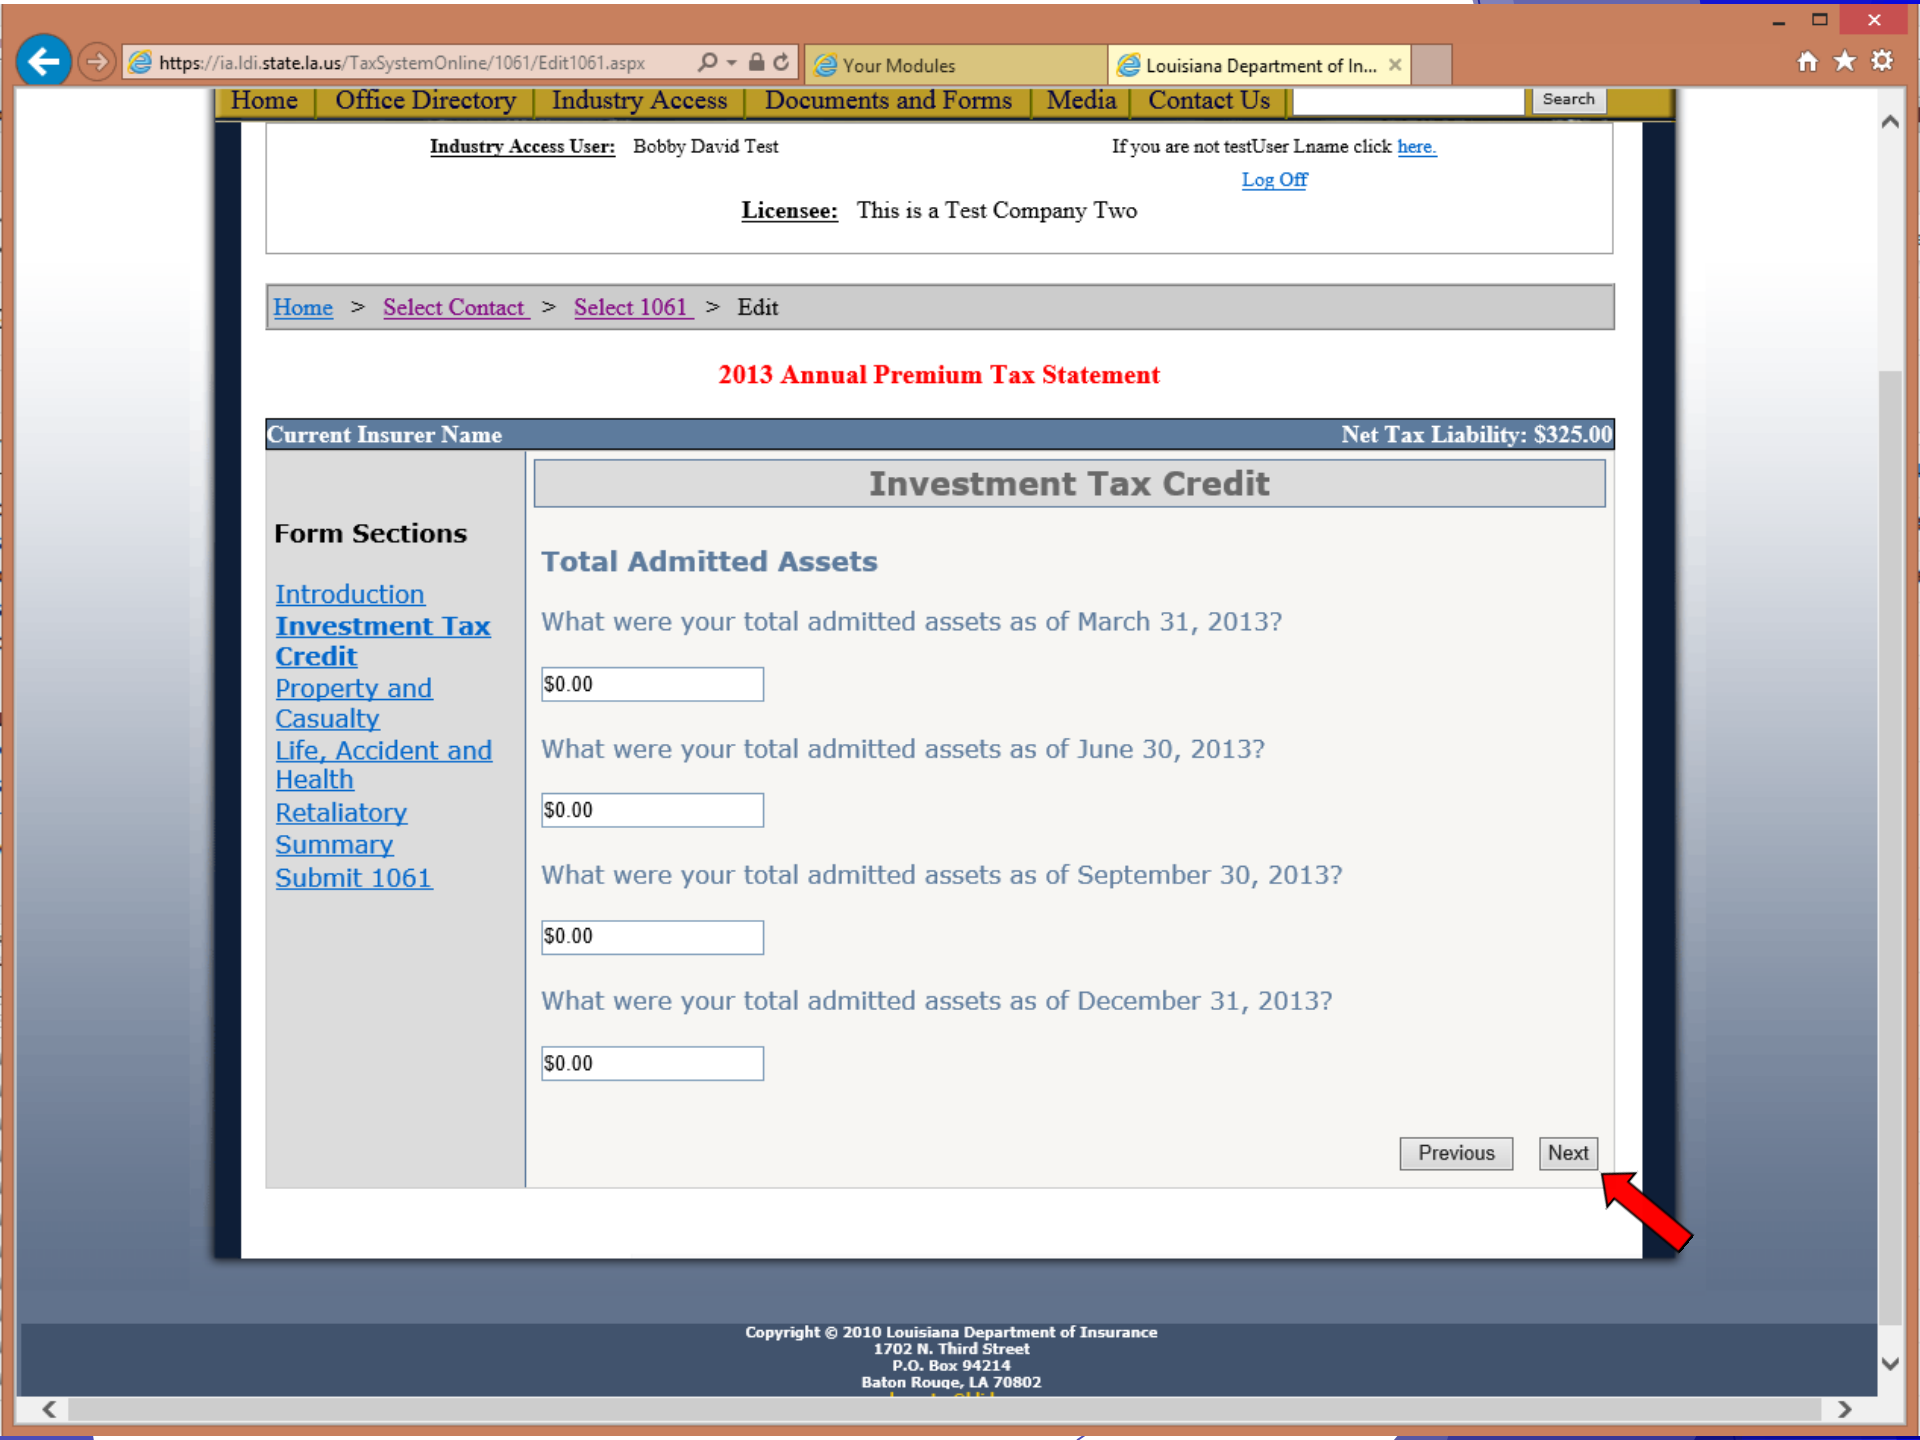 https://ia.ldi.state.la.us/TaxSystemOnline/1061/Edit1061.aspx
Your Modules
Louisiana Department of In...
Home Office Directory Industry Access Documents and Forms Media Contact Us Search
Industry Access User: Bobby David Test
If you are not testUser Lname click here.
Log Off
Licensee: This is a Test Company Two
Home > Select Contact > Select 1061 > Edit
2013 Annual Premium Tax Statement
Current Insurer Name Net Tax Liability: $325.00
Form Sections
Introduction
Investment Tax
Credit
Property and
Casualty
Life, Accident and
Health
Retaliatory
Summary
Submit 1061
Investment Tax Credit
Total Admitted Assets
What were your total admitted assets as of March 31, 2013?
$0.00
What were your total admitted assets as of June 30, 2013?
$0.00
What were your total admitted assets as of September 30, 2013?
$0.00
What were your total admitted assets as of December 31, 2013?
$0.00
Previous Next
Copyright © 2010 Louisiana Department of Insurance
1702 N. Third Street
P.O. Box 94214
Baton Rouge, LA 70802